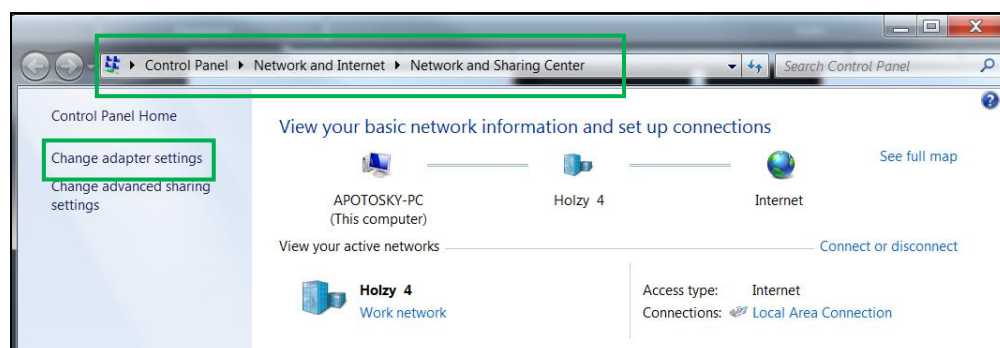 Control Panel ▸ Network and Internet ▸ Network and Sharing Center
Search Control Panel
Control Panel Home
Change adapter settings
Change advanced sharing
settings
View your basic network information and set up connections
See full map
APOTOSKY-PC
(This computer)
Holzy 4
Internet
View your active networks
Connect or disconnect
Holzy 4
Work network
Access type: Internet
Connections: Local Area Connection